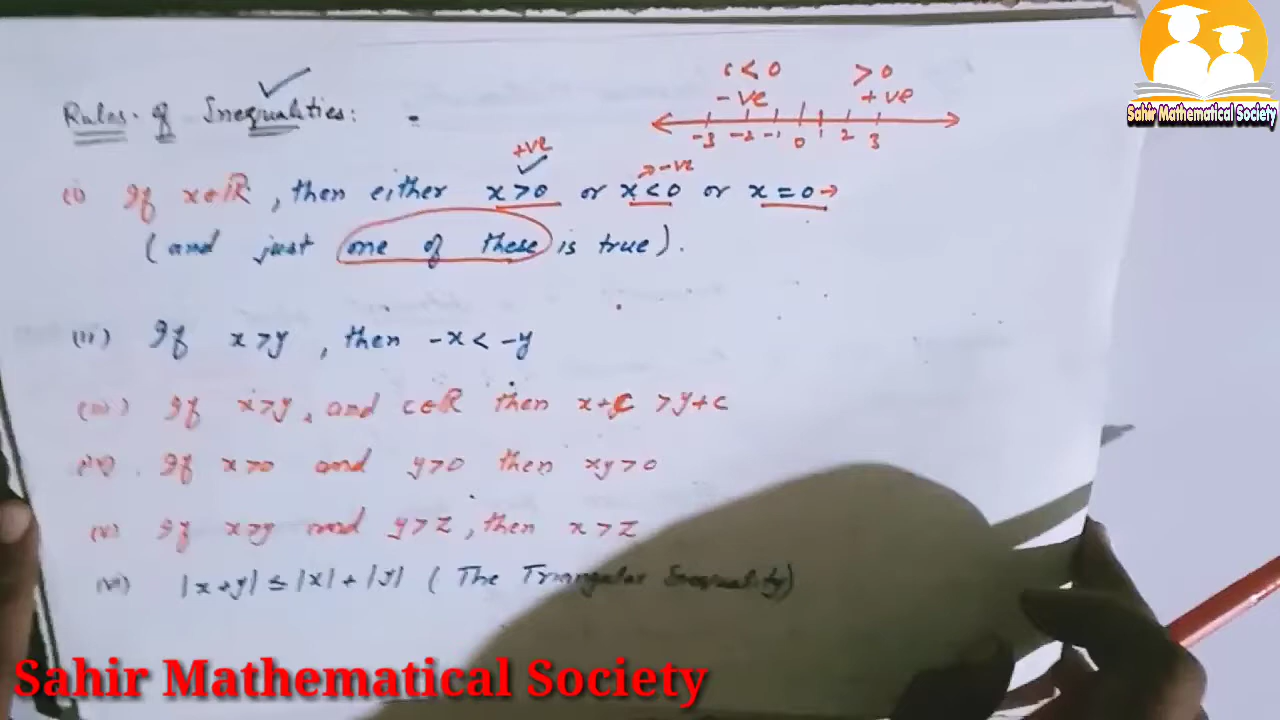 Rules of Inequalities:
<0 >0
-ve +ve
-3 -2 -1 0 1 2 3
+ve
→-ve
(i) If x∈ℝ, then either x>0 or x<0 or x=0→
(and just one of these is true).
(ii) If x>y, then -x < -y
(iii) If x>y, and c∈ℝ then x+c >y+c
(iv) If x>0 and y>0 then xy>0
(v) If x>y and y>z, then x>z
(vi) |x+y| ≤ |x|+|y| (The Triangular Inequality)
Sahir Mathematical Society
Sahir Mathematical Society